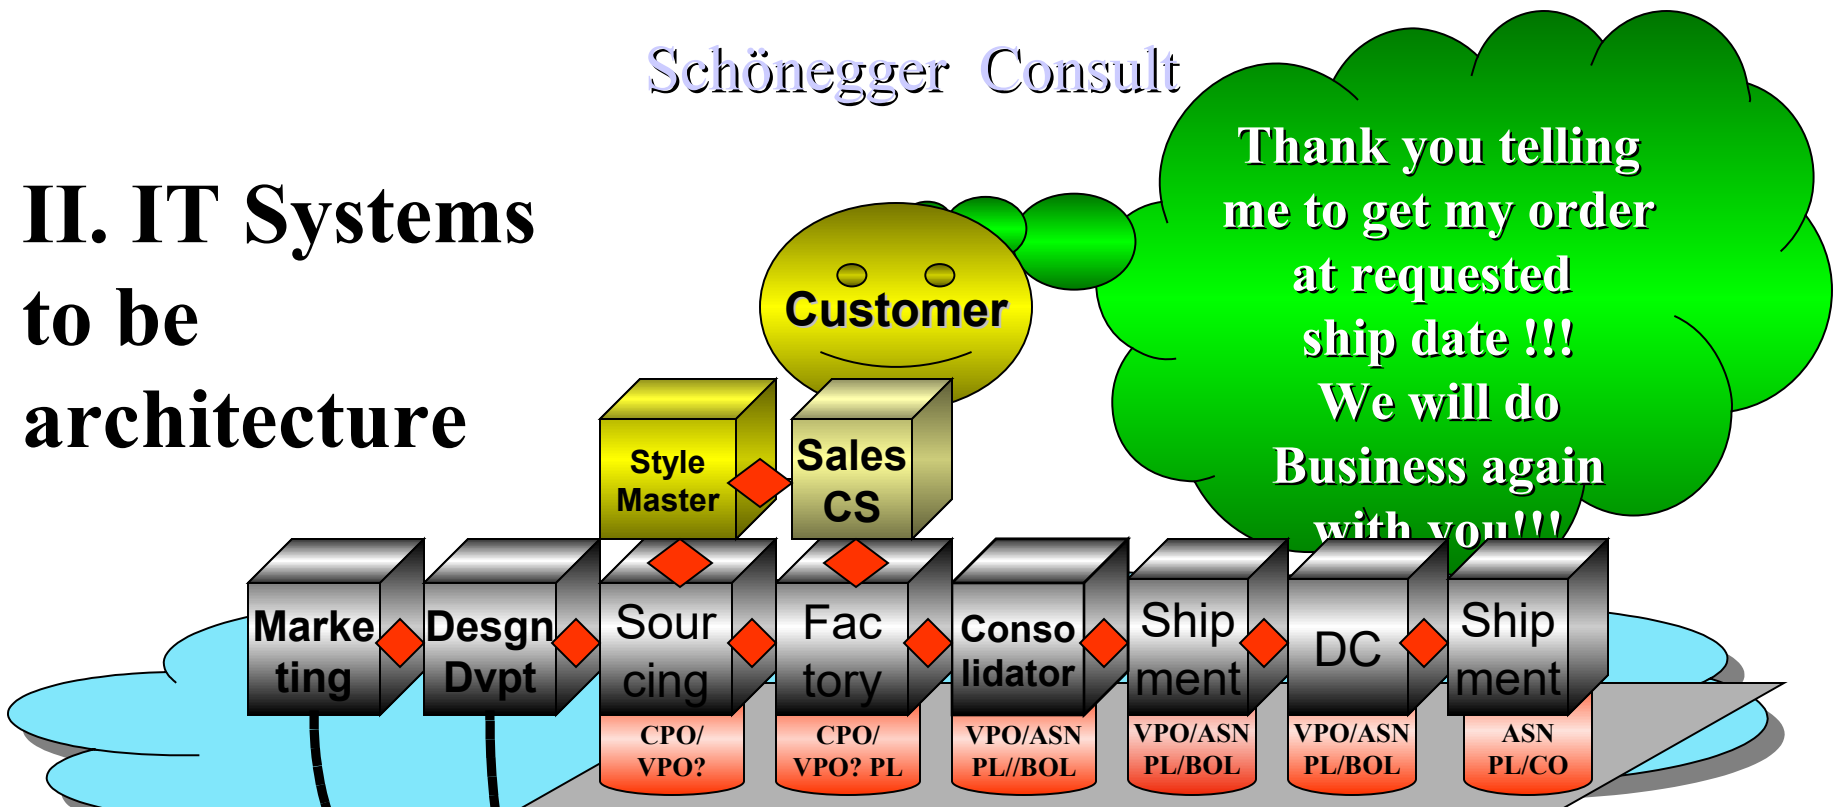 Schönegger Consult
II. IT Systems
to be
architecture
Thank you telling
me to get my order
at requested
ship date !!!
We will do
Business again
with you!!!
Customer
Style
Master
Sales
CS
Marke
ting
Desgn
Dvpt
Sour
cing
Fac
tory
Conso
lidator
Ship
ment
DC
Ship
ment
CPO/
VPO?
CPO/
VPO? PL
VPO/ASN
PL//BOL
VPO/ASN
PL/BOL
VPO/ASN
PL/BOL
ASN
PL/CO